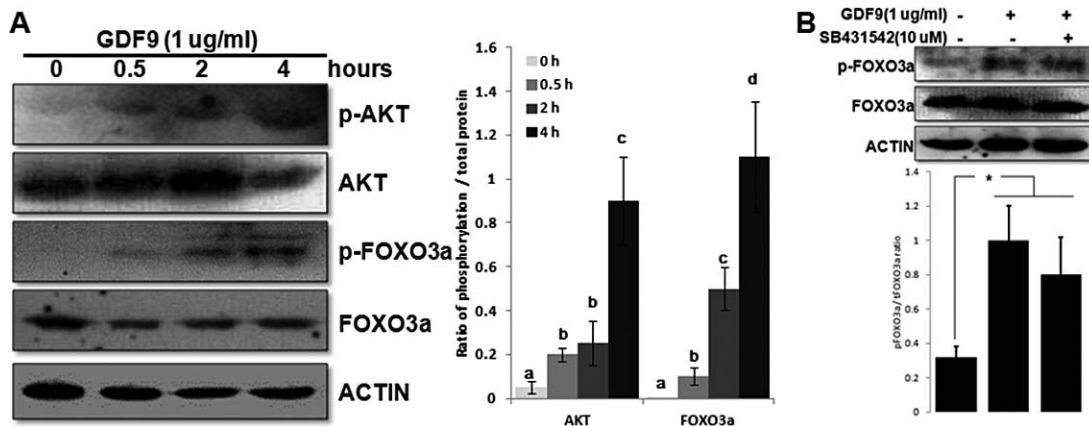 A
GDF9 (1 ug/ml)
0 0.5 2 4 hours
p-AKT
AKT
p-FOXO3a
FOXO3a
ACTIN
Ratio of phosphorylation / total protein
1.6
1.4
1.2
1
0.8
0.6
0.4
0.2
0
0 h
0.5 h
2 h
4 h
a b b c
a b c d
AKT FOXO3a
B
GDF9(1 ug/ml) - + +
SB431542(10 uM) - - +
p-FOXO3a
FOXO3a
ACTIN
pFOXO3a / tFOXO3a ratio
1.4
1.2
1
0.8
0.6
0.4
0.2
0
*